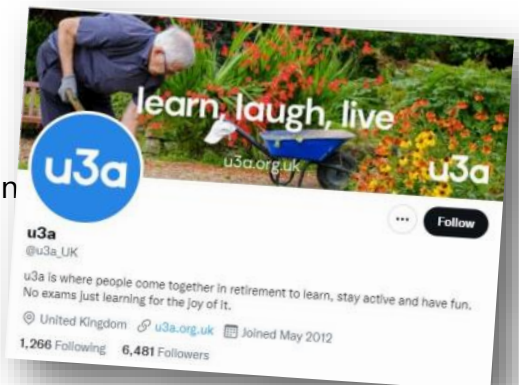 learn, laugh, live
u3a.org.uk
u3a
u3a
n
Follow
u3a
@u3a_UK
u3a is where people come together in retirement to learn, stay active and have fun.
No exams just learning for the joy of it.
United Kingdom u3a.org.uk Joined May 2012
1,266 Following 6,481 Followers